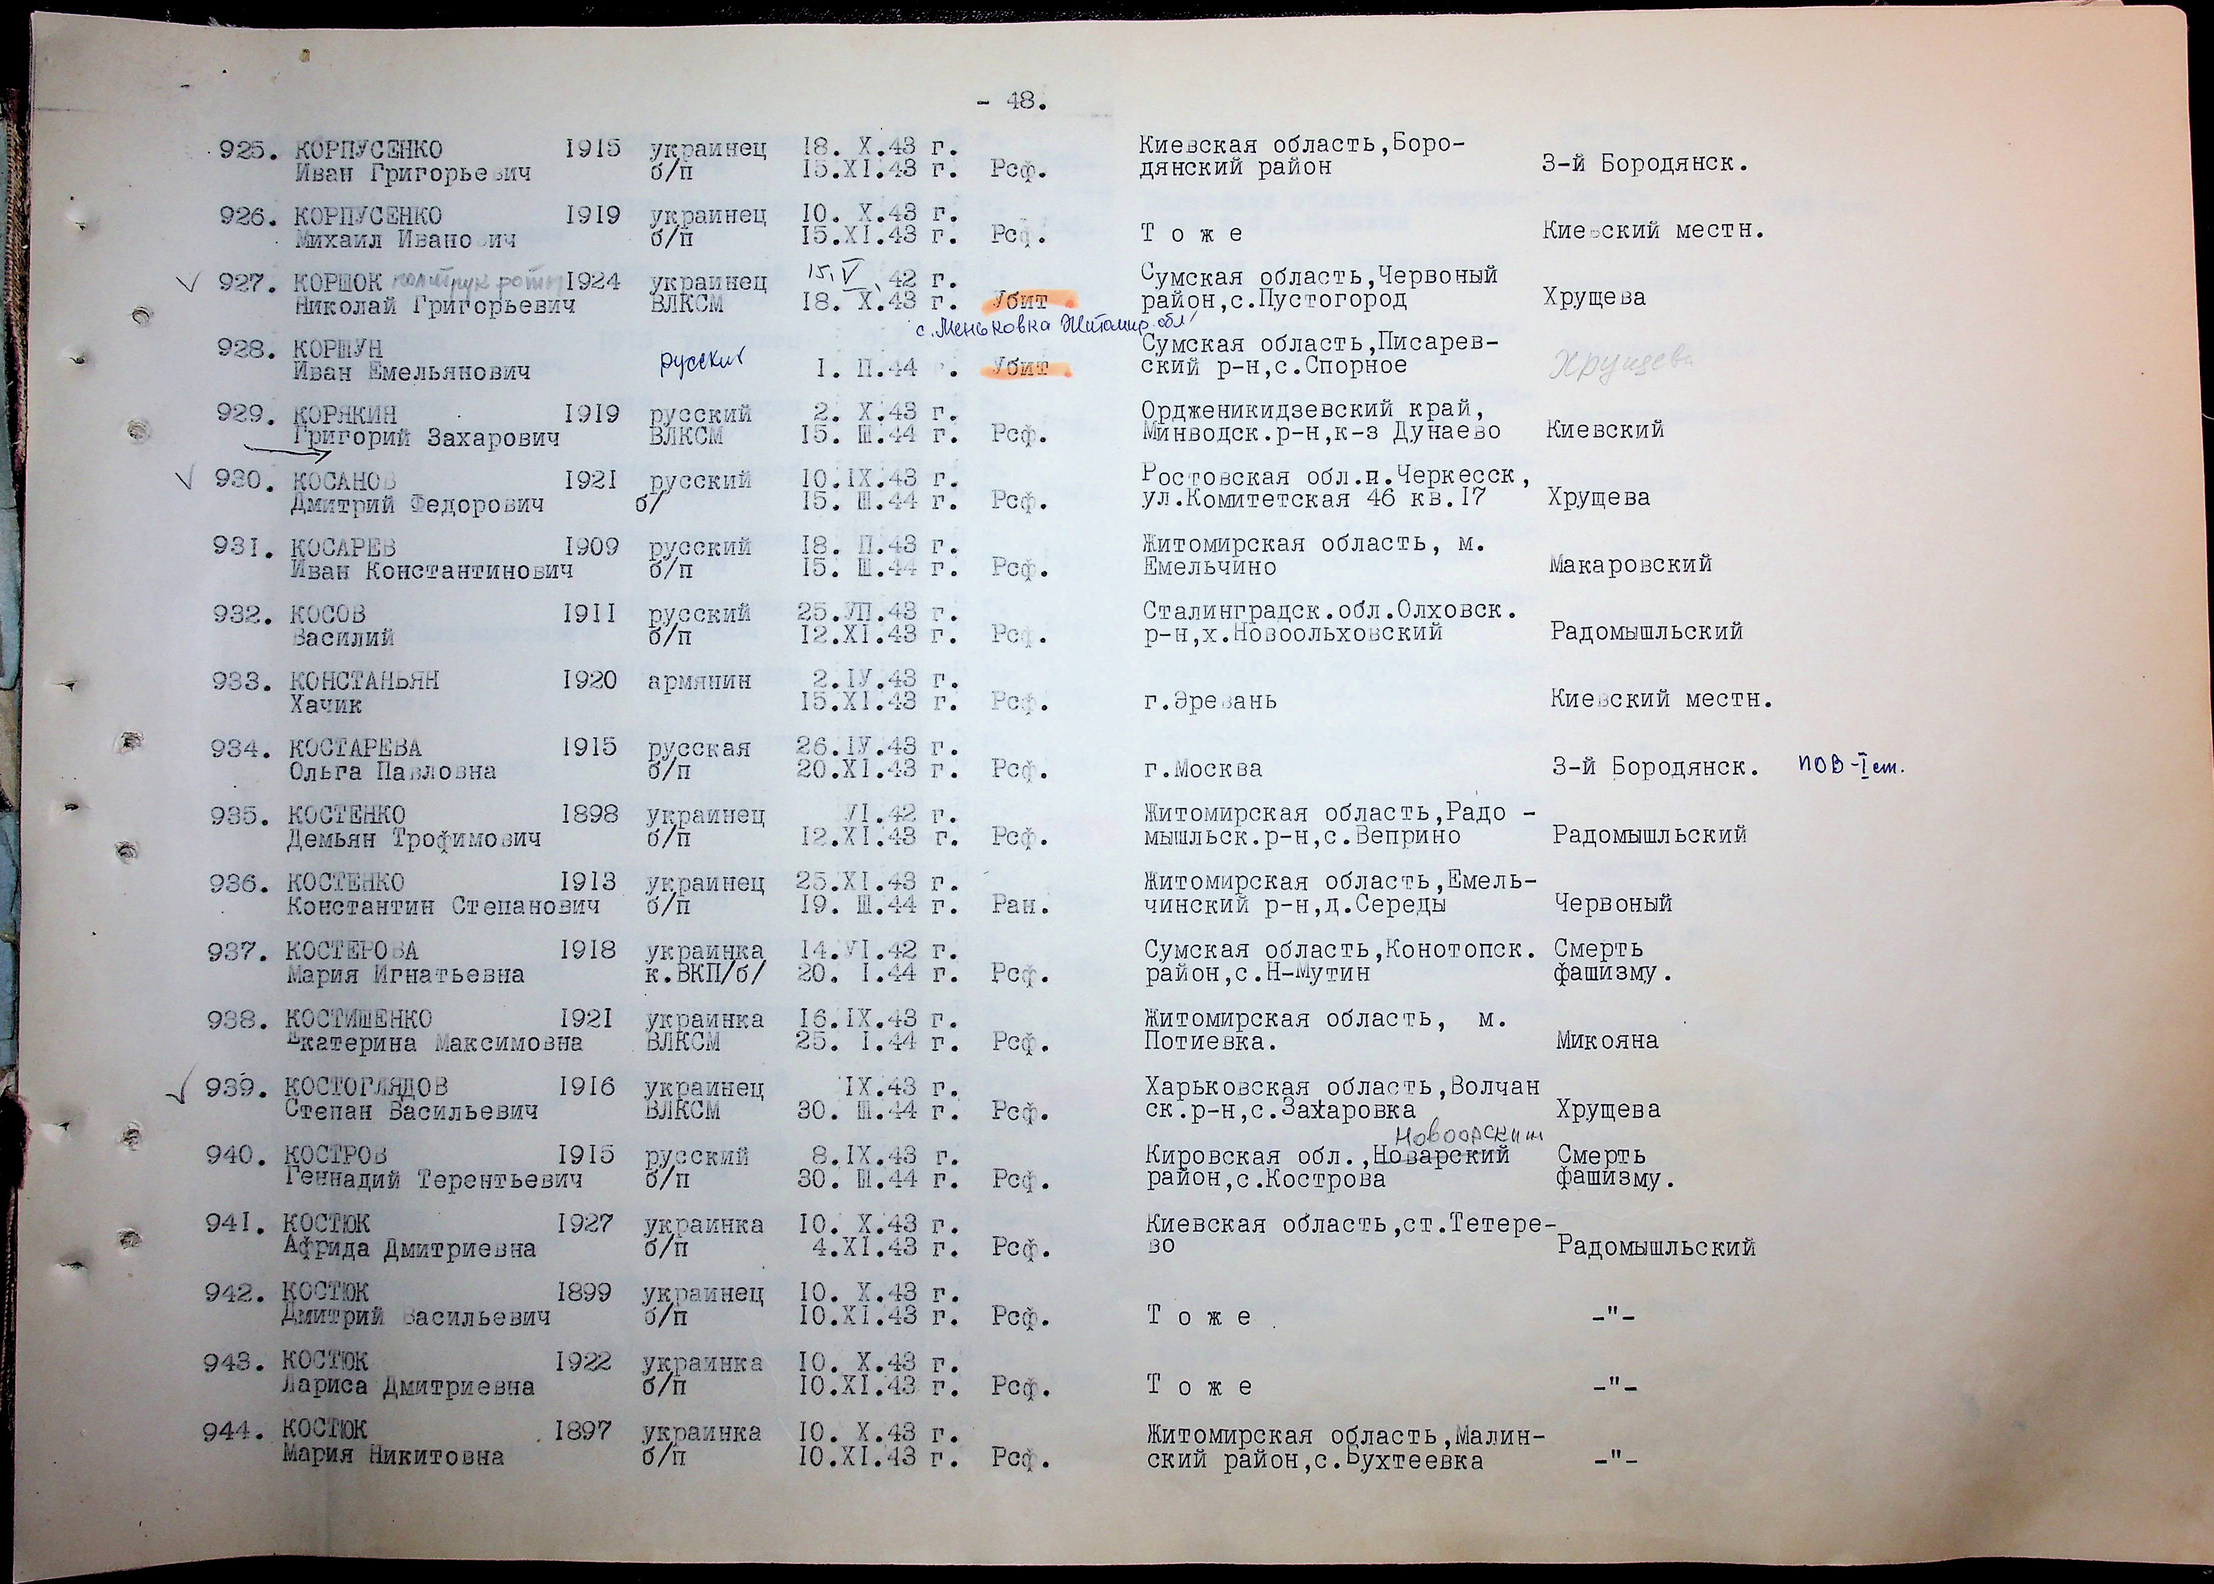 - 48.
925. КОРПУСЕНКО 1915 украинец 18. X.43 г. Киевская область,Боро-
Иван Григорьевич б/п 15.XI.43 г. Рсф. дянский район 3-й Бородянск.
926. КОРПУСЕНКО 1919 украинец 10. X.43 г.
Михаил Иванович б/п 15.XI.43 г. Рсф. Т о ж е Киевский местн.
927. КОРШОК политрук роты 1924 украинец 15.V.42 г. Сумская область,Червоный
Николай Григорьевич ВЛКСМ 18. X.43 г. Убит район,с.Пустогород Хрущева
с.Меньковка Житомир.обл
928. КОРШУН Сумская область,Писарев-
Иван Емельянович русский I. П.44 . Убит ский р-н,с.Спорное Хрущева
929. КОРЯКИН 1919 русский 2. X.43 г. Ордженикидзевский край,
Григорий Захарович ВЛКСМ 15. Ш.44 г. Рсф. Минводск.р-н,к-з Дунаево Киевский
930. КОСАНОВ 1921 русский 10.IX.43 г. Ростовская обл.п.Черкесск,
Дмитрий Федорович б/ 15. Ш.44 г. Рсф. ул.Комитетская 46 кв.17 Хрущева
931. КОСАРЕВ 1909 русский 18. П.43 г. Житомирская область, м.
Иван Константинович б/п 15. Ш.44 г. Рсф. Емельчино Макаровский
932. КОСОВ 1911 русский 25.УП.43 г. Сталинградск.обл.Олховск.
Василий б/п 12.XI.43 г. Рсф. р-н,х.Новоольховский Радомышльский
933. КОНСТАНЬЯН 1920 армянин 2.IУ.43 г.
Хачик 15.XI.43 г. Рсф. г.Эревань Киевский местн.
934. КОСТАРЕВА 1915 русская 26.IУ.43 г.
Ольга Павловна б/п 20.XI.43 г. Рсф. г.Москва 3-й Бородянск. ПОВ-I ст.
935. КОСТЕНКО 1898 украинец УI.42 г. Житомирская область,Радо -
Демьян Трофимович б/п 12.XI.43 г. Рсф. мышльск.р-н,с.Веприно Радомышльский
936. КОСТЕНКО 1913 украинец 25.XI.43 г. Житомирская область,Емель-
Константин Степанович б/п 19. Ш.44 г. Ран. чинский р-н,д.Середы Червоный
937. КОСТЕРОВА 1918 украинка 14.УI.42 г. Сумская область,Конотопск. Смерть
Мария Игнатьевна к.ВКП/б/ 20. I.44 г. Рсф. район,с.Н-Мутин фашизму.
938. КОСТИШЕНКО 1921 украинка 16.IX.43 г. Житомирская область, м.
Екатерина Максимовна ВЛКСМ 25. I.44 г. Рсф. Потиевка. Микояна
939. КОСТОГЛЯДОВ 1916 украинец IX.43 г. Харьковская область,Волчан
Степан Васильевич ВЛКСМ 30. Ш.44 г. Рсф. ск.р-н,с.Захаровка Хрущева
Новоорский
940. КОСТРОВ 1915 русский 8.IX.43 г. Кировская обл.,Новарский Смерть
Геннадий Терентьевич б/п 30. Ш.44 г. Рсф. район,с.Кострова фашизму.
941. КОСТЮК 1927 украинка 10. X.43 г. Киевская область,ст.Тетере-
Африда Дмитриевна б/п 4.XI.43 г. Рсф. во Радомышльский
942. КОСТЮК 1899 украинец 10. X.43 г.
Дмитрий Васильевич б/п 10.XI.43 г. Рсф. Т о ж е -"-
943. КОСТЮК 1922 украинка 10. X.43 г.
Лариса Дмитриевна б/п 10.XI.43 г. Рсф. Т о ж е -"-
944. КОСТЮК 1897 украинка 10. X.43 г. Житомирская область,Малин-
Мария Никитовна б/п 10.XI.43 г. Рсф. ский район,с.Бухтеевка -"-